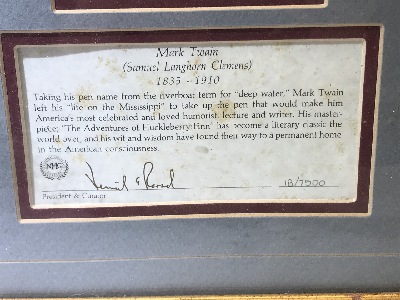 Mark Twain
(Samuel Langhorn Clemens)
1835 - 1910
Taking his pen name from the riverboat term for "deep water," Mark Twain
left his "life on the Mississippi" to take up the pen that would make him
America's most celebrated and loved humorist, lecture and writer. His master-
piece, "The Adventures of Huckleberry Finn" has become a literary classic the
world over, and his wit and wisdom have found their way to a permanent home
in the American consciousness.
18/7500
President & Curator